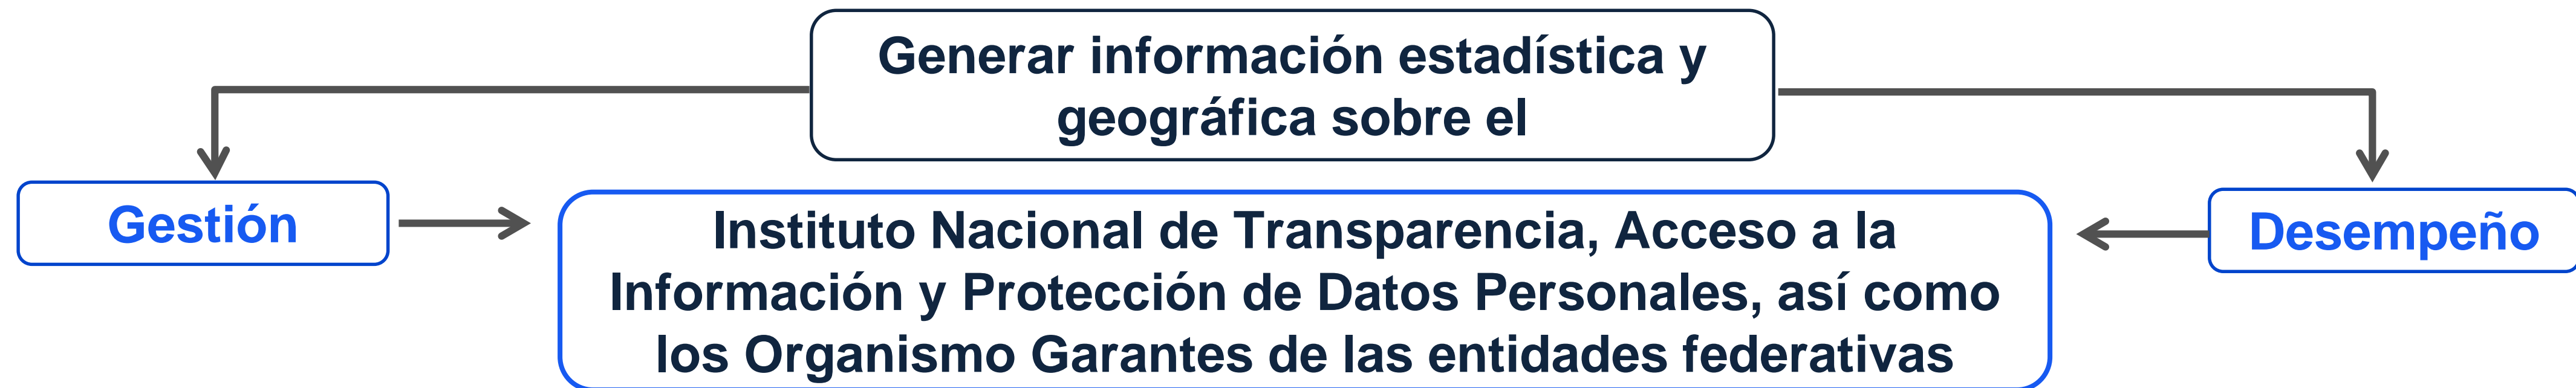 Generar información estadística y
geográfica sobre el
Gestión
Instituto Nacional de Transparencia, Acceso a la
Información y Protección de Datos Personales, así como
los Organismo Garantes de las entidades federativas
Desempeño